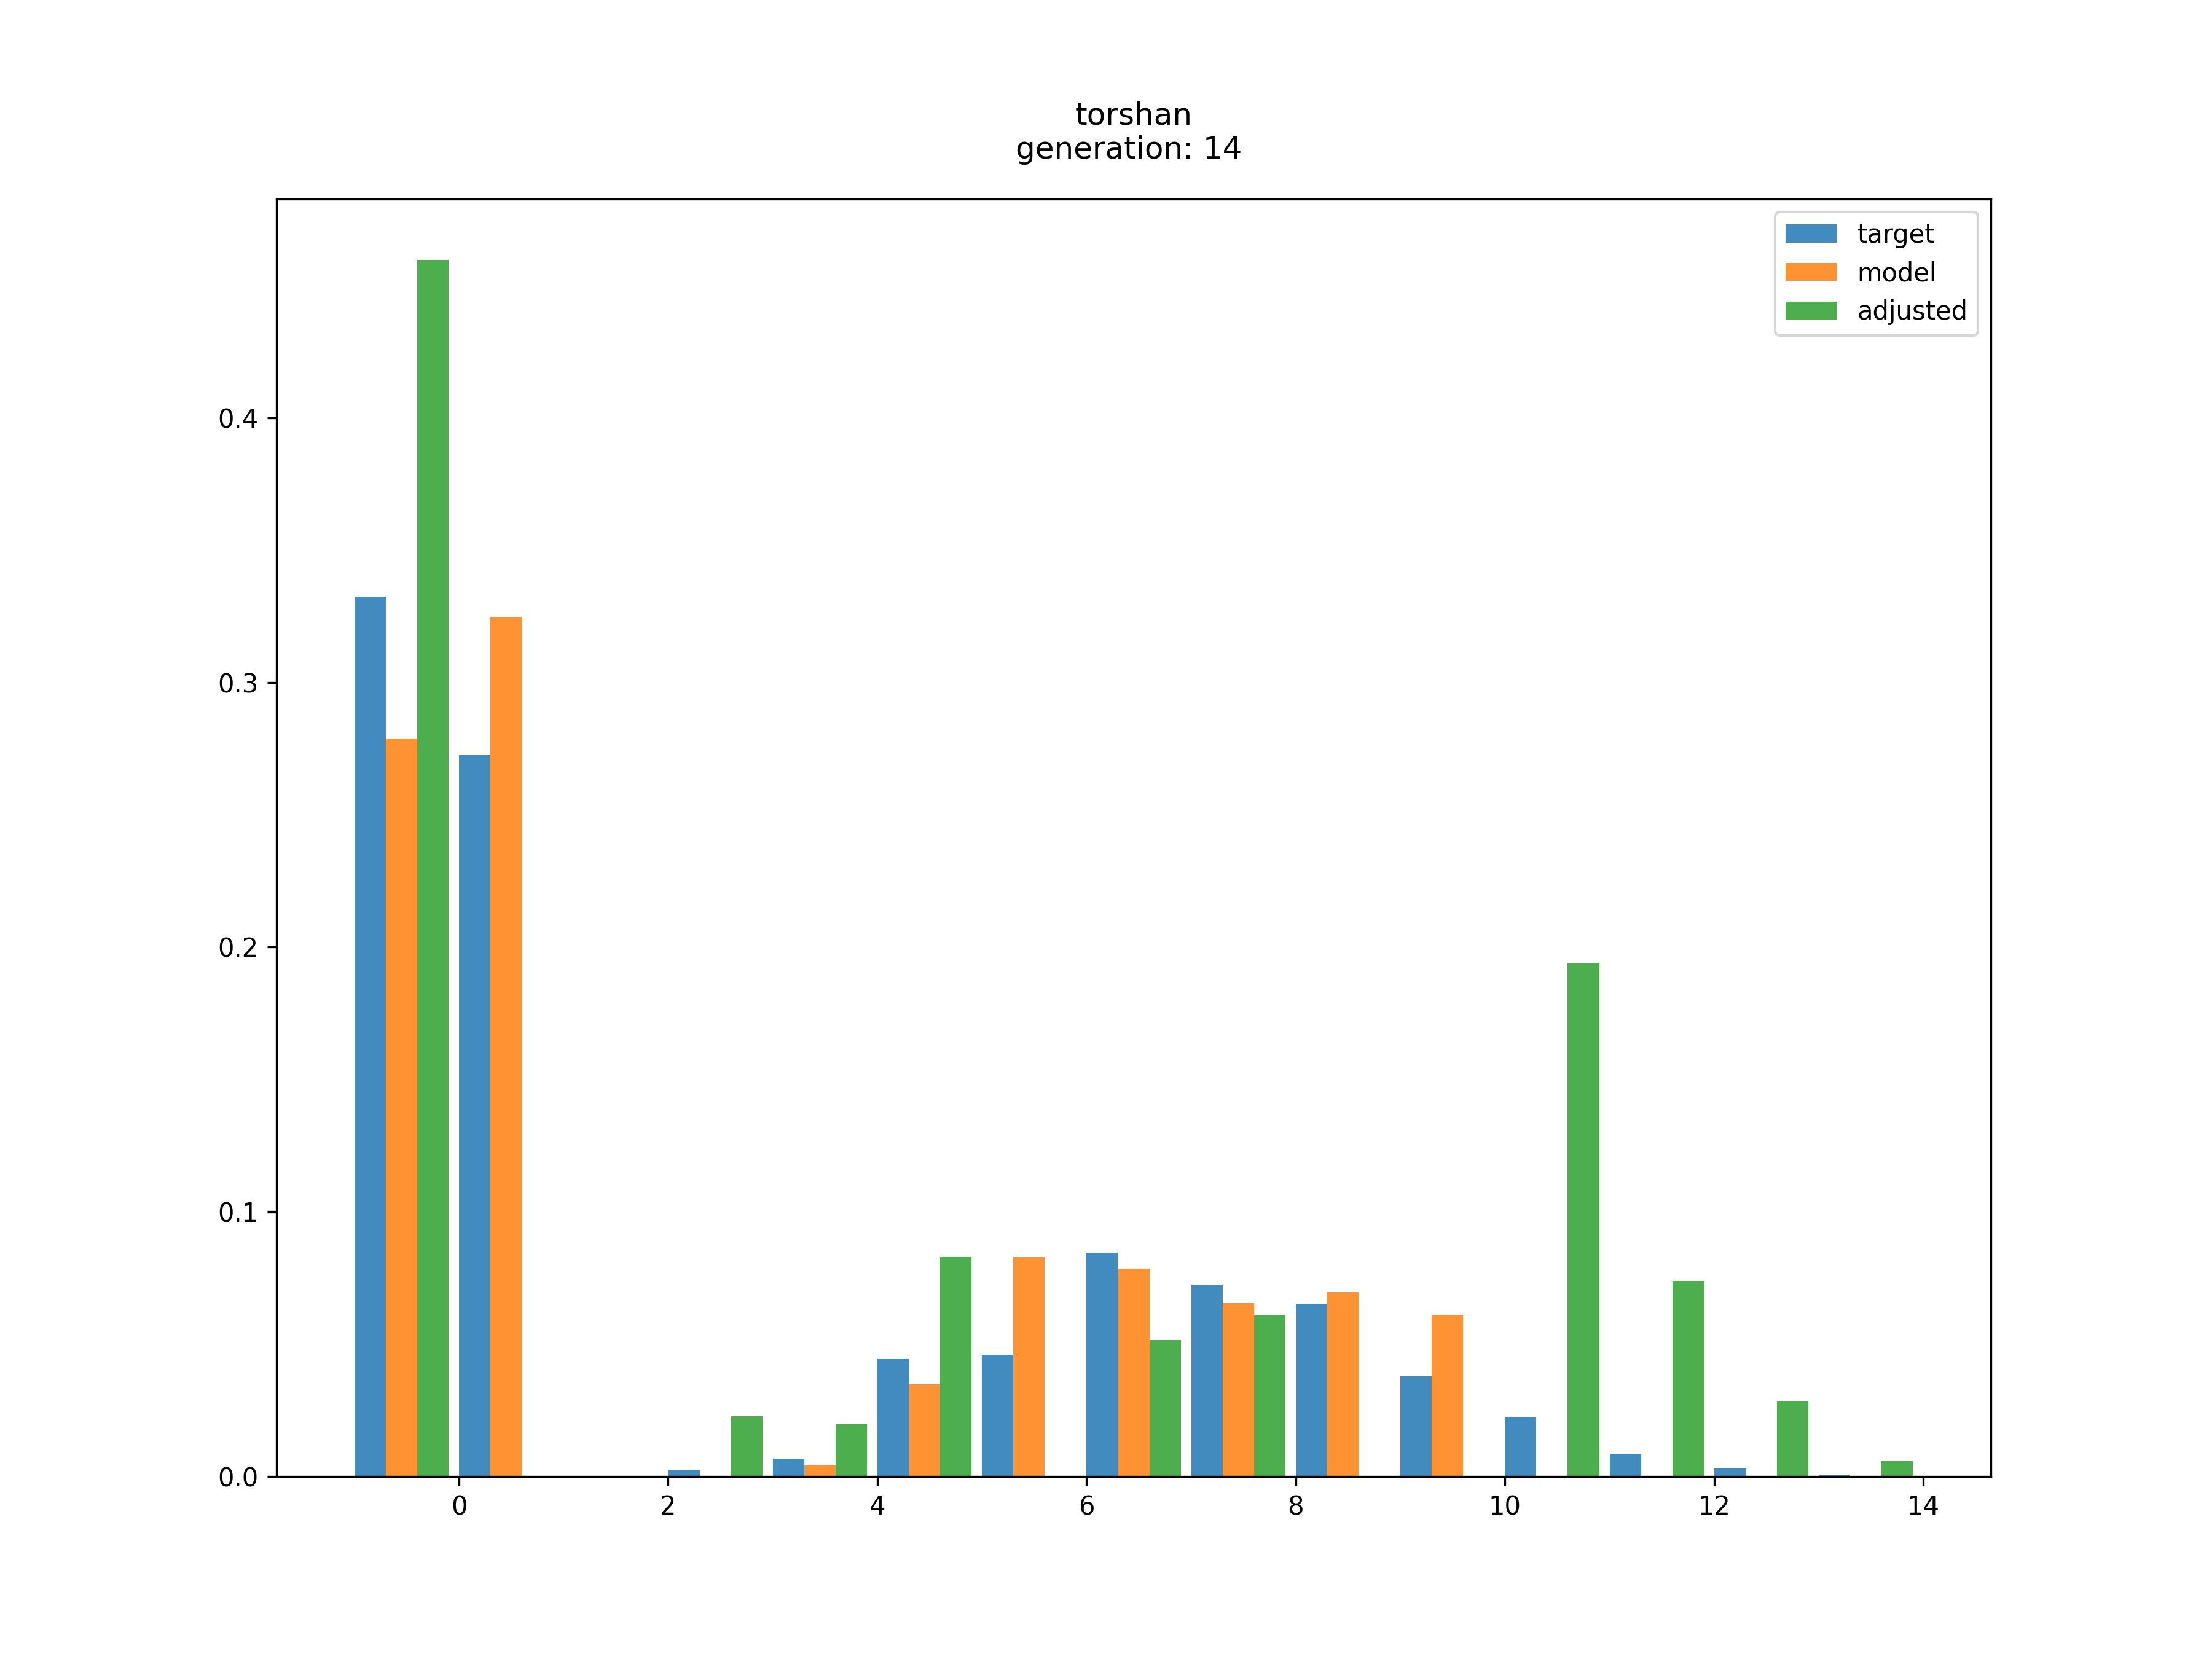 torshan
generation: 14
target
model
adjusted
0.4
0.3
0.2
0.1
0.0
0 2 4 6 8 10 12 14